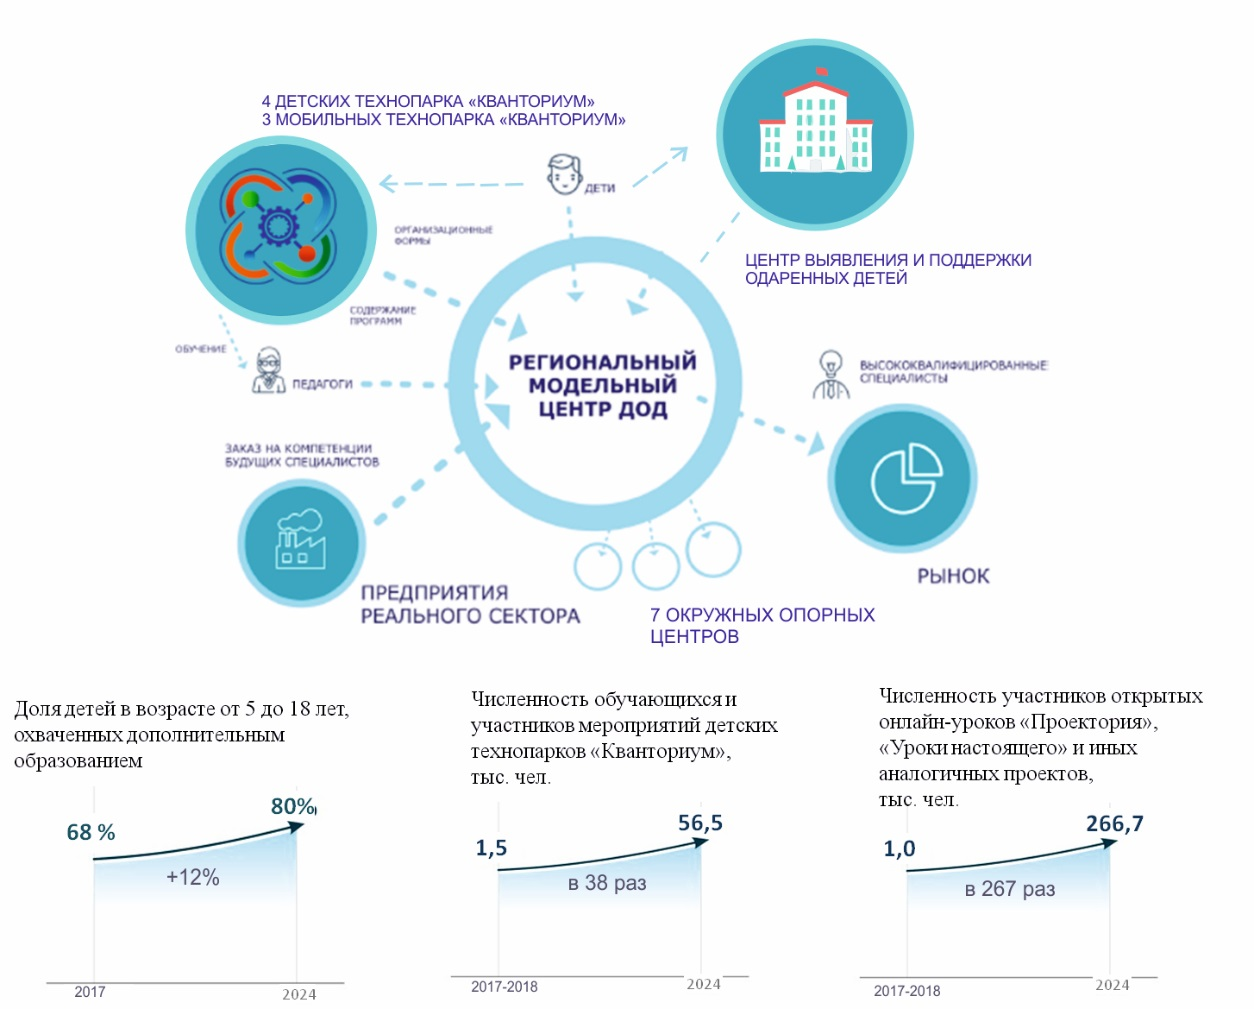 4 ДЕТСКИХ ТЕХНОПАРКА «КВАНТОРИУМ»
3 МОБИЛЬНЫХ ТЕХНОПАРКА «КВАНТОРИУМ»
ДЕТИ
ОРГАНИЗАЦИОННЫЕ
ФОРМЫ
ЦЕНТР ВЫЯВЛЕНИЯ И ПОДДЕРЖКИ
ОДАРЕННЫХ ДЕТЕЙ
СОДЕРЖАНИЕ
ПРОГРАММ
ОБУЧЕНИЕ
ПЕДАГОГИ
РЕГИОНАЛЬНЫЙ
МОДЕЛЬНЫЙ
ЦЕНТР ДОД
ВЫСОКОКВАЛИФИЦИРОВАННЫЕ
СПЕЦИАЛИСТЫ
ЗАКАЗ НА КОМПЕТЕНЦИИ
БУДУЩИХ СПЕЦИАЛИСТОВ
ПРЕДПРИЯТИЯ
РЕАЛЬНОГО СЕКТОРА
РЫНОК
7 ОКРУЖНЫХ ОПОРНЫХ
ЦЕНТРОВ
Доля детей в возрасте от 5 до 18 лет,
охваченных дополнительным
образованием
68 %
80%
+12%
2017
2024
Численность обучающихся и
участников мероприятий детских
технопарков «Кванториум»,
тыс. чел.
1,5
56,5
в 38 раз
2017-2018
2024
Численность участников открытых
онлайн-уроков «Проектория»,
«Уроки настоящего» и иных
аналогичных проектов,
тыс. чел.
1,0
266,7
в 267 раз
2017-2018
2024